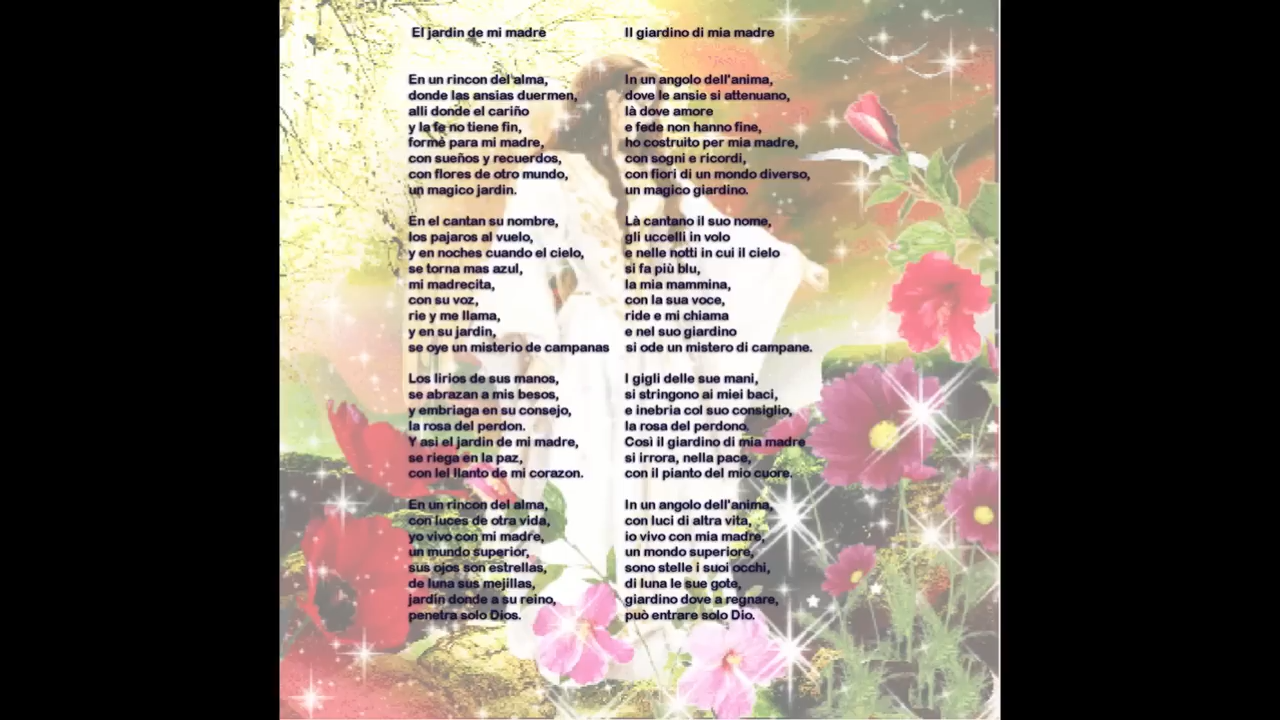 El jardin de mi madre
En un rincon del alma,
donde las ansias duermen,
alli donde el cariño
y la fe no tiene fin,
formè para mi madre,
con sueños y recuerdos,
con flores de otro mundo,
un magico jardin.
En el cantan su nombre,
los pajaros al vuelo,
y en noches cuando el cielo,
se torna mas azul,
mi madrecita,
con su voz,
rie y me llama,
y en su jardin,
se oye un misterio de campanas
Los lirios de sus manos,
se abrazan a mis besos,
y embriaga en su consejo,
la rosa del perdon.
Y asi el jardin de mi madre,
se riega en la paz,
con lel llanto de mi corazon.
En un rincon del alma,
con luces de otra vida,
yo vivo con mi madre,
un mundo superior,
sus ojos son estrellas,
de luna sus mejillas,
jardin donde a su reino,
penetra solo Dios.
Il giardino di mia madre
In un angolo dell'anima,
dove le ansie si attenuano,
là dove amore
e fede non hanno fine,
ho costruito per mia madre,
con sogni e ricordi,
con fiori di un mondo diverso,
un magico giardino.
Là cantano il suo nome,
gli uccelli in volo
e nelle notti in cui il cielo
si fa più blu,
la mia mammina,
con la sua voce,
ride e mi chiama
e nel suo giardino
si ode un mistero di campane.
I gigli delle sue mani,
si stringono ai miei baci,
e inebria col suo consiglio,
la rosa del perdono.
Così il giardino di mia madre
si irrora, nella pace,
con il pianto del mio cuore.
In un angolo dell'anima,
con luci di altra vita,
io vivo con mia madre,
un mondo superiore,
sono stelle i suoi occhi,
di luna le sue gote,
giardino dove a regnare,
può entrare solo Dio.